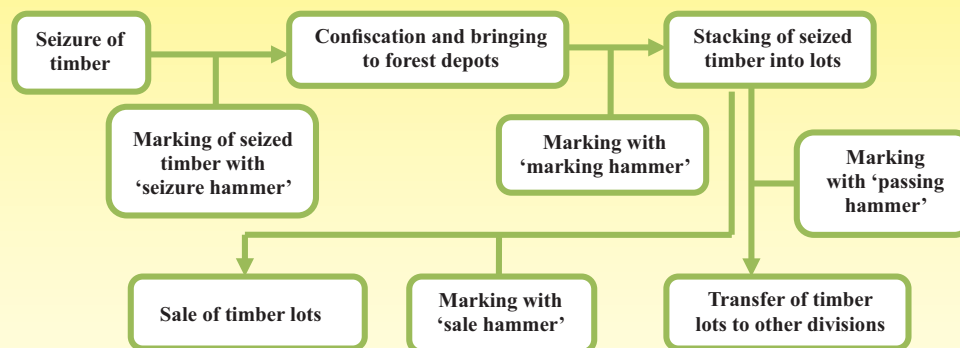 Seizure of
timber
Confiscation and bringing
to forest depots
Stacking of seized
timber into lots
Marking of seized
timber with
‘seizure hammer’
Marking with
‘marking hammer’
Marking
with ‘passing
hammer’
Sale of timber lots
Marking with
‘sale hammer’
Transfer of timber
lots to other divisions